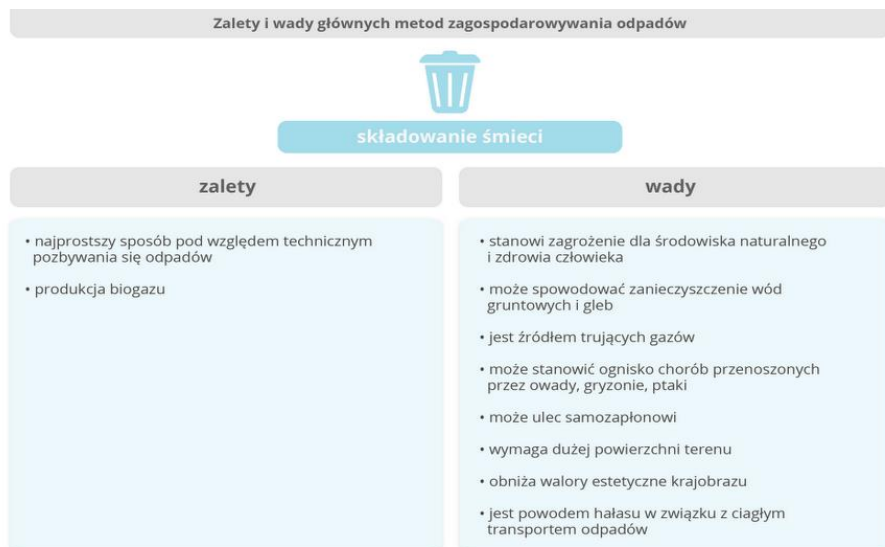 Zalety i wady głównych metod zagospodarowywania odpadów
składowanie śmieci
zalety
• najprostszy sposób pod względem technicznym
pozbywania się odpadów
• produkcja biogazu
wady
• stanowi zagrożenie dla środowiska naturalnego
i zdrowia człowieka
• może spowodować zanieczyszczenie wód
gruntowych i gleb
• jest źródłem trujących gazów
• może stanowić ognisko chorób przenoszonych
przez owady, gryzonie, ptaki
• może ulec samozapłonowi
• wymaga dużej powierzchni terenu
• obniża walory estetyczne krajobrazu
• jest powodem hałasu w związku z ciagłym
transportem odpadów